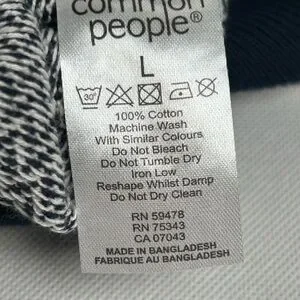 common
people®
L
30°
100% Cotton
Machine Wash
With Similar Colours
Do Not Bleach
Do Not Tumble Dry
Iron Low
Reshape Whilst Damp
Do Not Dry Clean
RN 59478
RN 75343
CA 07043
MADE IN BANGLADESH
FABRIQUE AU BANGLADESH